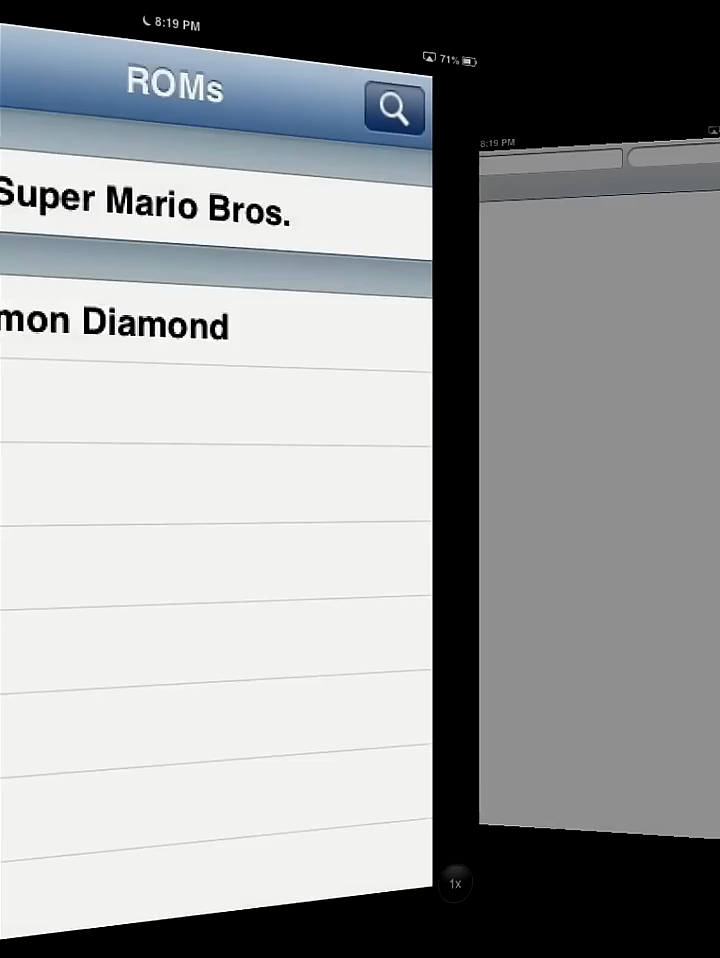 8:19 PM
71%
ROMs
8:19 PM
Super Mario Bros.
mon Diamond
1x